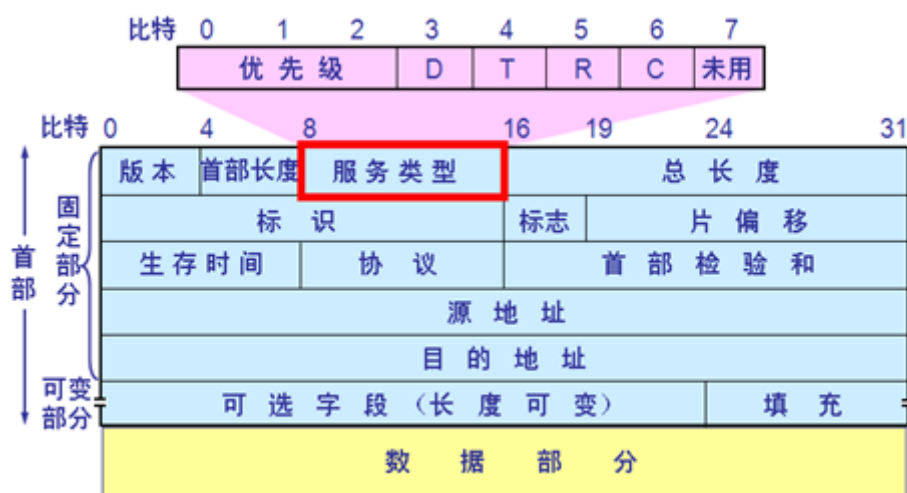 比特 0 1 2 3 4 5 6 7
优先级 D T R C 未用
比特 0 4 8 16 19 24 31
版本 首部长度 服务类型 总长度
标识 标志 片偏移
生存时间 协议 首部检验和
源地址
目的地址
可选字段（长度可变） 填充
数据部分
首部
固定部分
可变部分